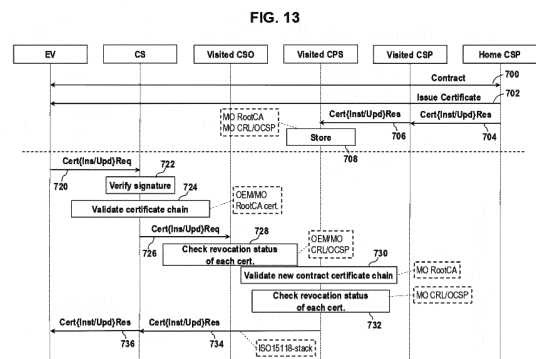 FIG. 13
EV
CS
Visited CSO
Visited CPS
Visited CSP
Home CSP
Contract
700
Issue Certificate
702
MO RootCA
MO CRL/OCSP
Cert{Ins/Upd}Res
706
Cert{Ins/Upd}Res
704
Store
708
Cert{Ins/Upd}Req
720
722
Verify signature
724
Validate certificate chain
OEM/MO
RootCA cert.
Cert{Ins/Upd}Req
726
728
Check revocation status
of each cert.
OEM/MO
CRL/OCSP
730
Validate new contract certificate chain
MO RootCA
Check revocation status
of each cert.
732
MO CRL/OCSP
Cert{Inst/Upd}Res
736
Cert{Inst/Upd}Res
734
ISO15118-stack